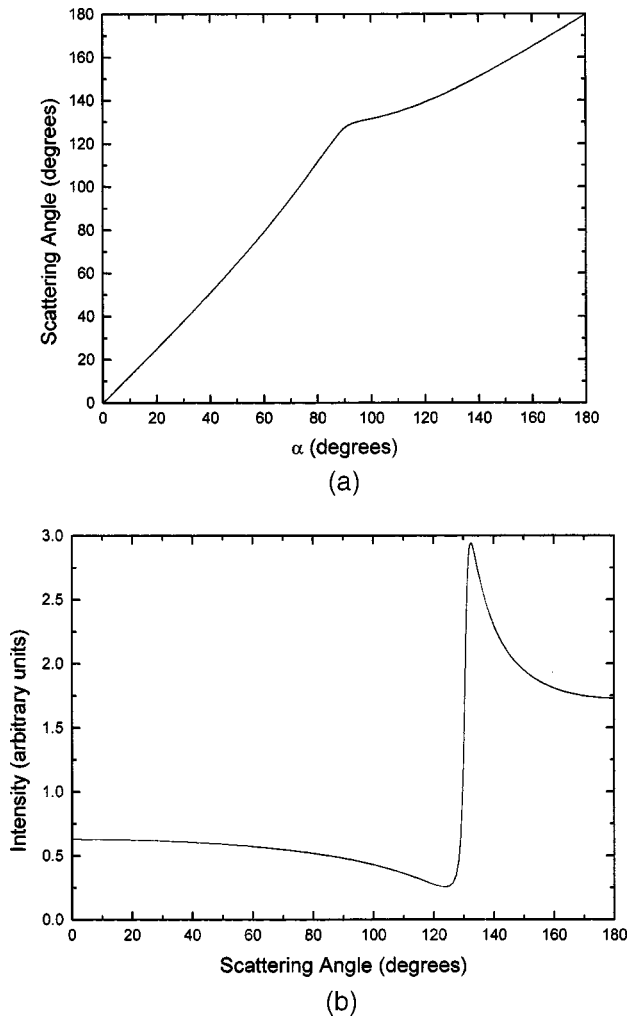 180
160
140
120
100
80
60
40
20
0
Scattering Angle (degrees)
0 20 40 60 80 100 120 140 160 180
α (degrees)
(a)
3.0
2.5
2.0
1.5
1.0
0.5
0.0
Intensity (arbitrary units)
0 20 40 60 80 100 120 140 160 180
Scattering Angle (degrees)
(b)